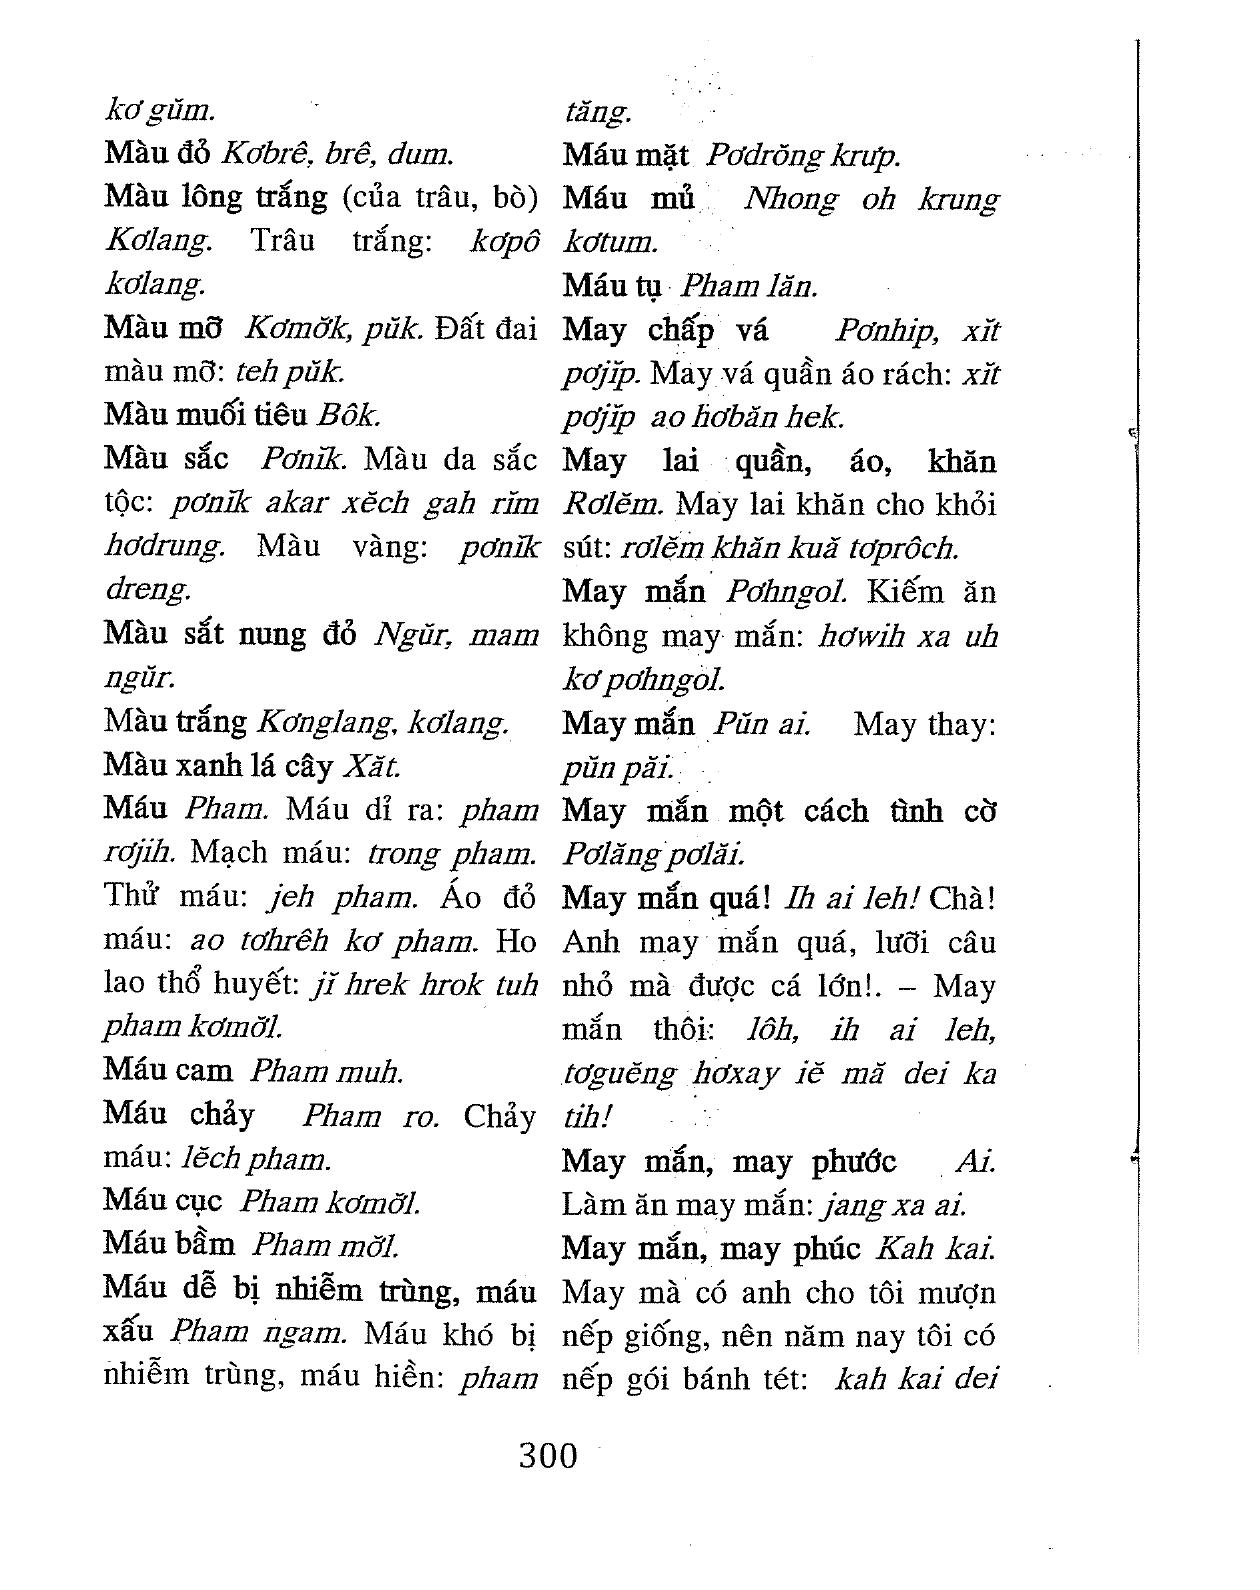 kơ gŭm.
Màu đỏ Kơbrê, brê, dum.
Màu lông trắng (của trâu, bò)
Kơlang. Trâu trắng: kơpô
kơlang.
Màu mỡ Kơmơ̆k, pŭk. Đất đai
màu mỡ: teh pŭk.
Màu muối tiêu Bôk.
Màu sắc Pơnĭk. Màu da sắc
tộc: pơnĭk akar xĕch gah rĭm
hơdrung. Màu vàng: pơnĭk
dreng.
Màu sắt nung đỏ Ngŭr, mam
ngŭr.
Màu trắng Kơnglang, kơlang.
Màu xanh lá cây Xăt.
Máu Pham. Máu dỉ ra: pham
rơjih. Mạch máu: trong pham.
Thử máu: jeh pham. Áo đỏ
máu: ao tơhrêh kơ pham. Ho
lao thổ huyết: jĭ hrek hrok tuh
pham kơmơ̆l.
Máu cam Pham muh.
Máu chảy Pham ro. Chảy
máu: lĕch pham.
Máu cục Pham kơmơ̆l.
Máu bầm Pham mơ̆l.
Máu dễ bị nhiễm trùng, máu
xấu Pham ngam. Máu khó bị
nhiễm trùng, máu hiền: pham
tăng.
Máu mặt Pơdrŏng krưp.
Máu mủ Nhong oh krung
kơtum.
Máu tụ Pham lăn.
May chấp vá Pơnhip, xĭt
pơjĭp. May vá quần áo rách: xĭt
pơjĭp ao hơbăn hek.
May lai quần, áo, khăn
Rơlĕm. May lai khăn cho khỏi
sút: rơlĕm khăn kuă tơprôch.
May mắn Pơhngol. Kiếm ăn
không may mắn: hơwih xa uh
kơ pơhngol.
May mắn Pŭn ai. May thay:
pŭn păi.
May mắn một cách tình cờ
Pơlăng pơlăi.
May mắn quá! Ih ai leh! Chà!
Anh may mắn quá, lưỡi câu
nhỏ mà được cá lớn!. – May
mắn thôi: lôh, ih ai leh,
tơguĕng hơxay iĕ mă dei ka
tih!
May mắn, may phước Ai.
Làm ăn may mắn: jang xa ai.
May mắn, may phúc Kah kai.
May mà có anh cho tôi mượn
nếp giống, nên năm nay tôi có
nếp gói bánh tét: kah kai dei
300